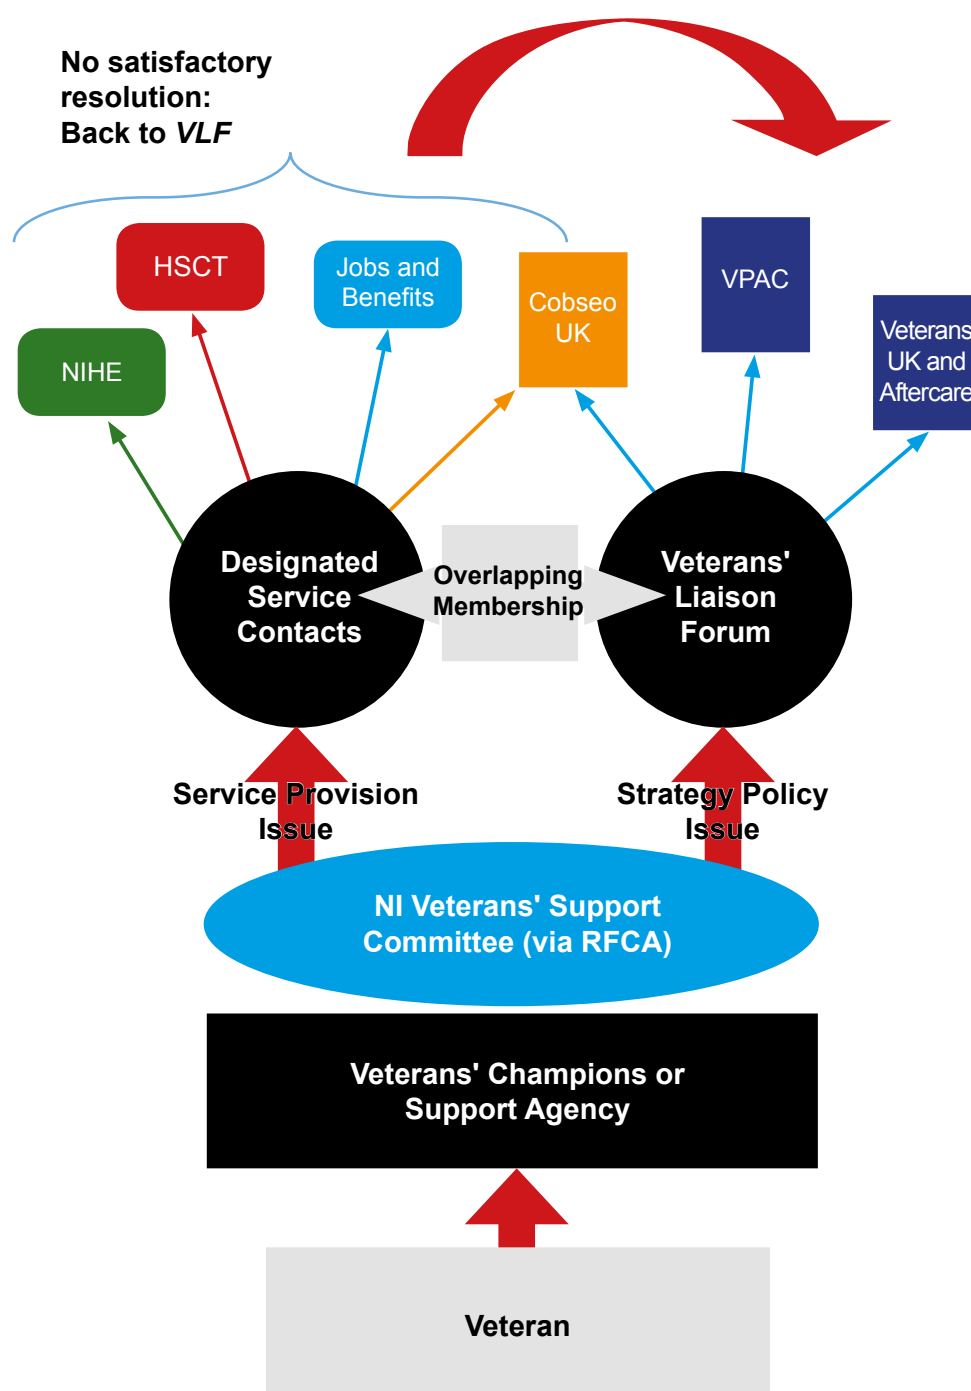 No satisfactory
resolution:
Back to VLF
HSCT
Jobs and
Benefits
Cobseo
UK
VPAC
Veterans
UK and
Aftercare
NIHE
Designated
Service
Contacts
Overlapping
Membership
Veterans'
Liaison
Forum
Service Provision
Issue
Strategy Policy
Issue
NI Veterans' Support
Committee (via RFCA)
Veterans' Champions or
Support Agency
Veteran